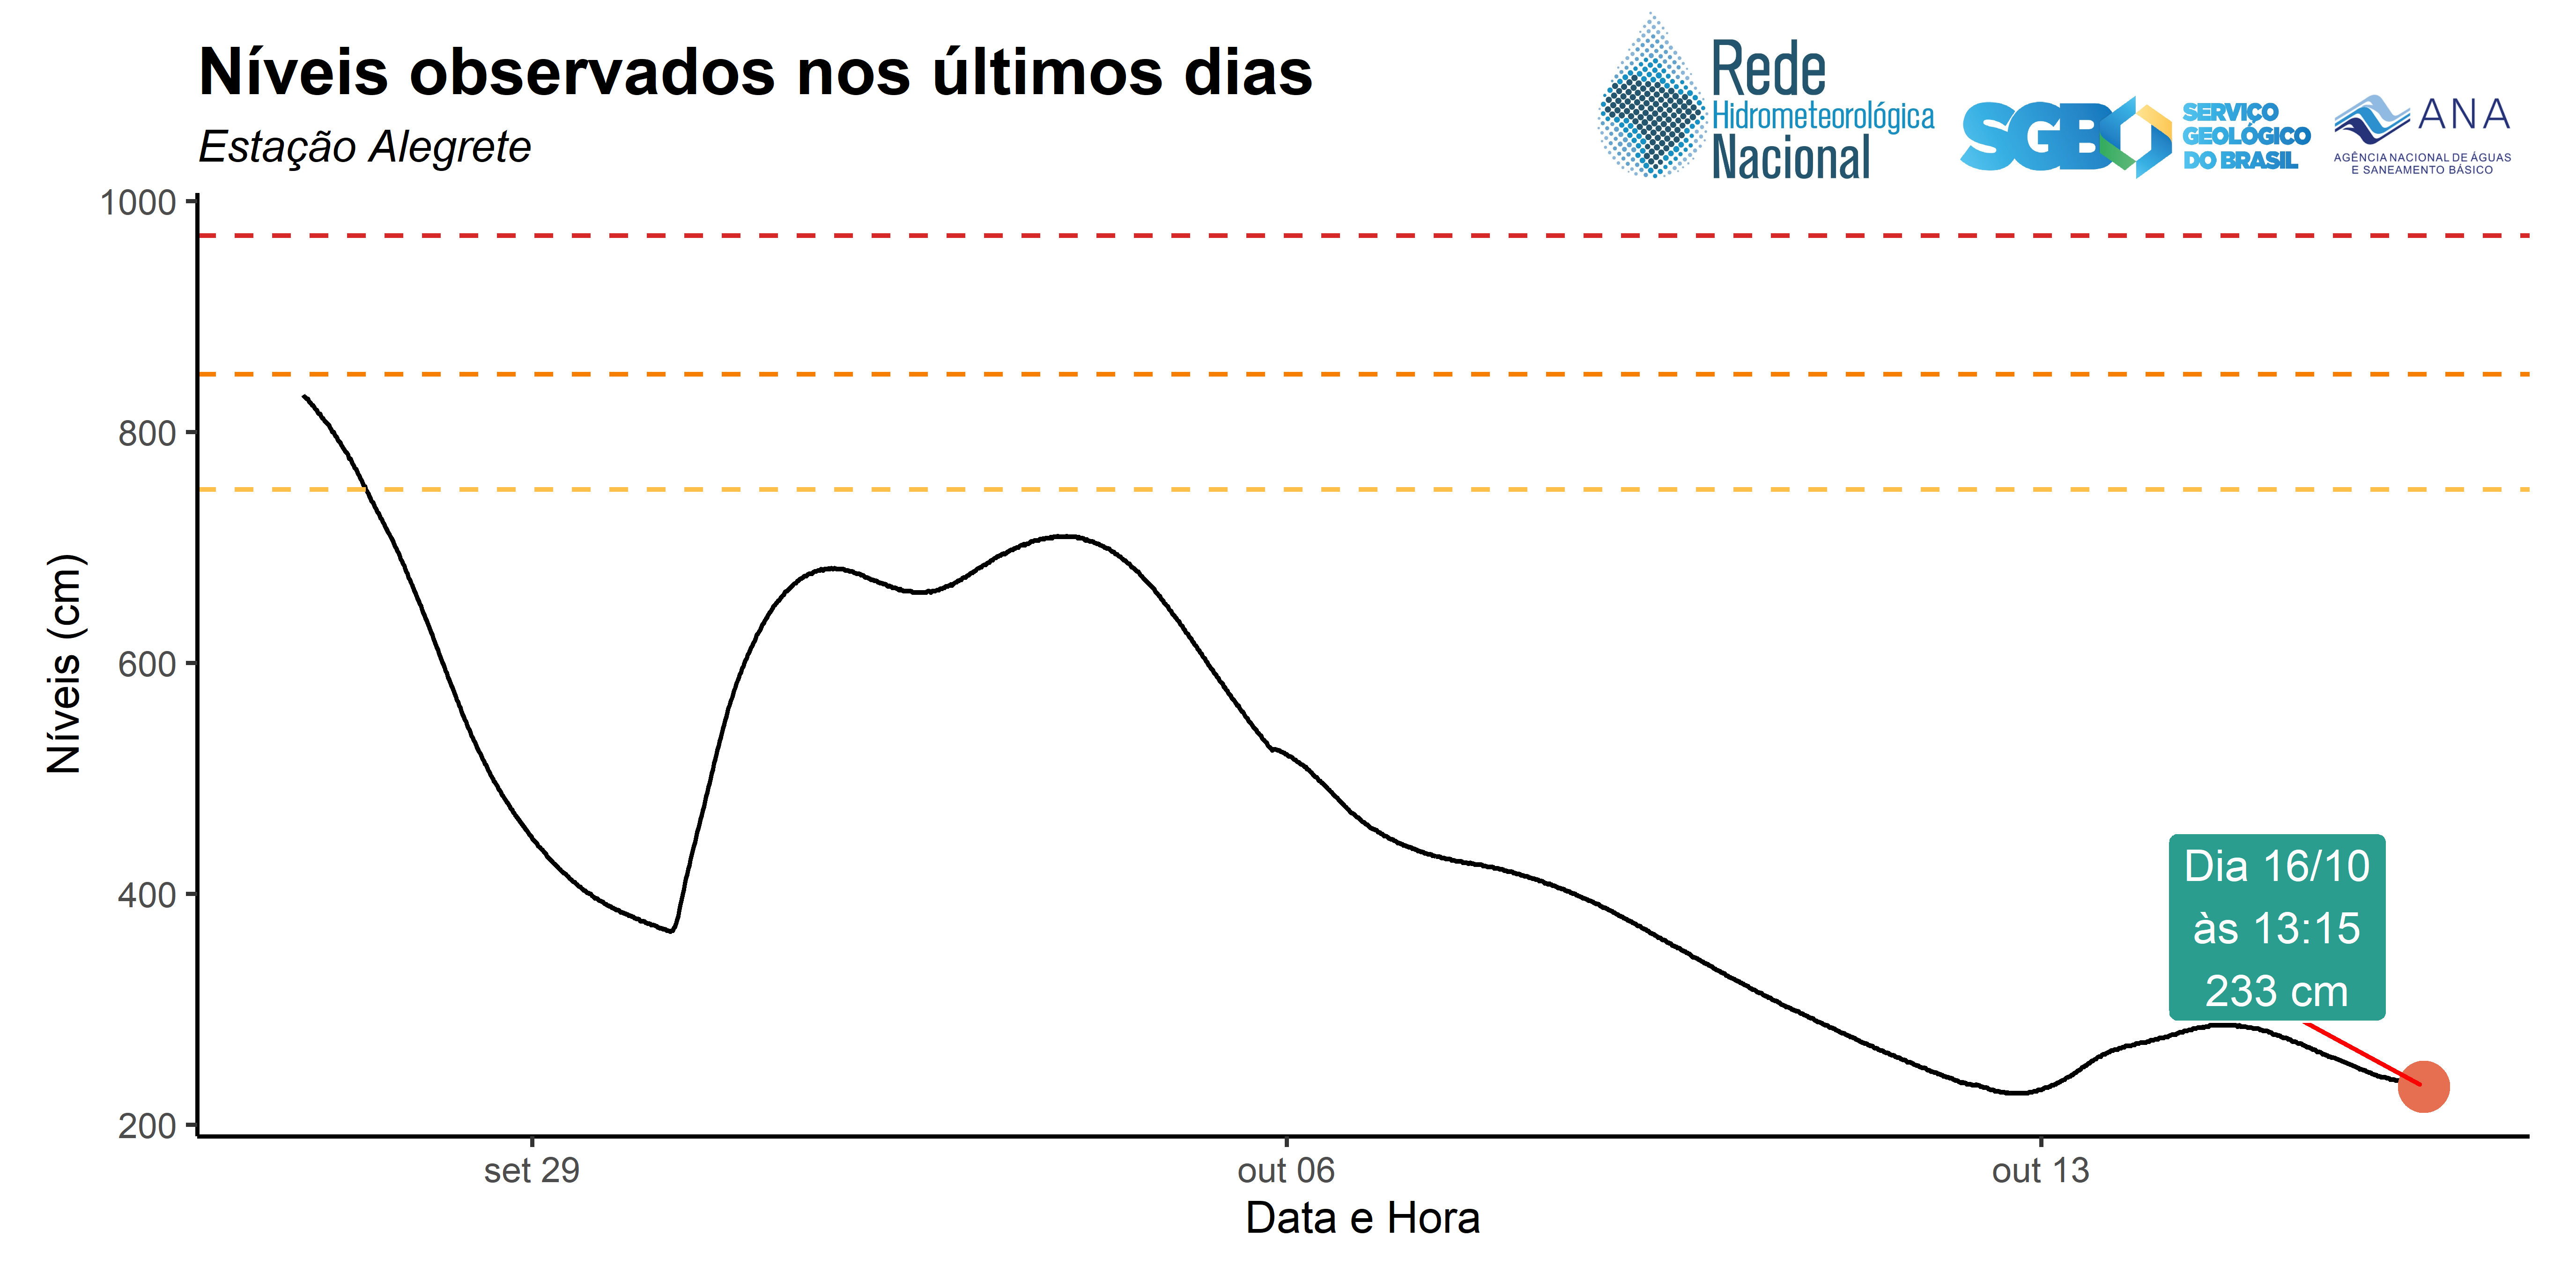 Níveis observados nos últimos dias
Estação Alegrete
Rede
Hidrometeorológica
Nacional
SGB
SERVIÇO
GEOLÓGICO
DO BRASIL
ANA
AGÊNCIA NACIONAL DE ÁGUAS
E SANEAMENTO BÁSICO
1000
800
600
400
200
Níveis (cm)
Dia 16/10
às 13:15
233 cm
set 29
out 06
out 13
Data e Hora